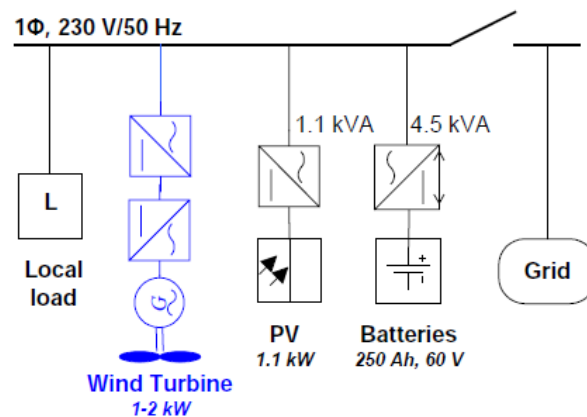 1Φ, 230 V/50 Hz
1.1 kVA
4.5 kVA
L
G
Local
load
PV
1.1 kW
Batteries
250 Ah, 60 V
Grid
Wind Turbine
1-2 kW